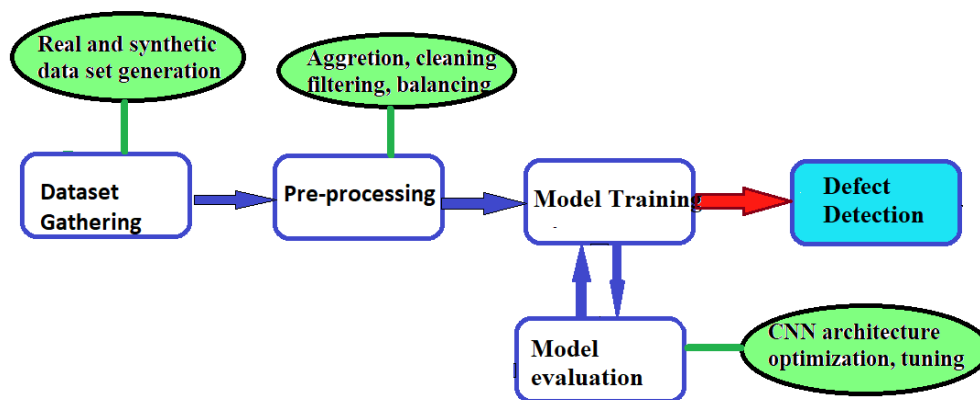 Real and synthetic
data set generation
Aggretion, cleaning
filtering, balancing
Dataset
Gathering
Pre-processing
Model Training
Defect
Detection
Model
evaluation
CNN architecture
optimization, tuning